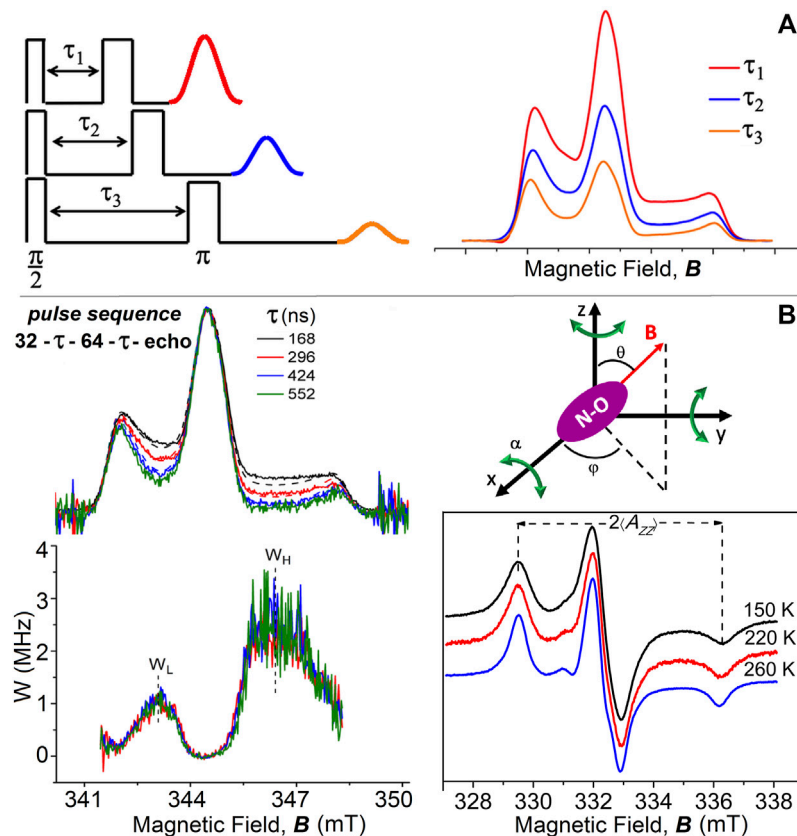 A
τ1
τ2
τ3
π
2
π
τ1
τ2
τ3
Magnetic Field, B
B
pulse sequence
32 -τ- 64 -τ- echo
τ (ns)
168
296
424
552
z
B
θ
N-O
y
α
φ
x
W (MHz)
4
3
2
1
0
WL
WH
341
344
347
350
Magnetic Field, B (mT)
2⟨AZZ⟩
150 K
220 K
260 K
328
330
332
334
336
338
Magnetic Field, B (mT)